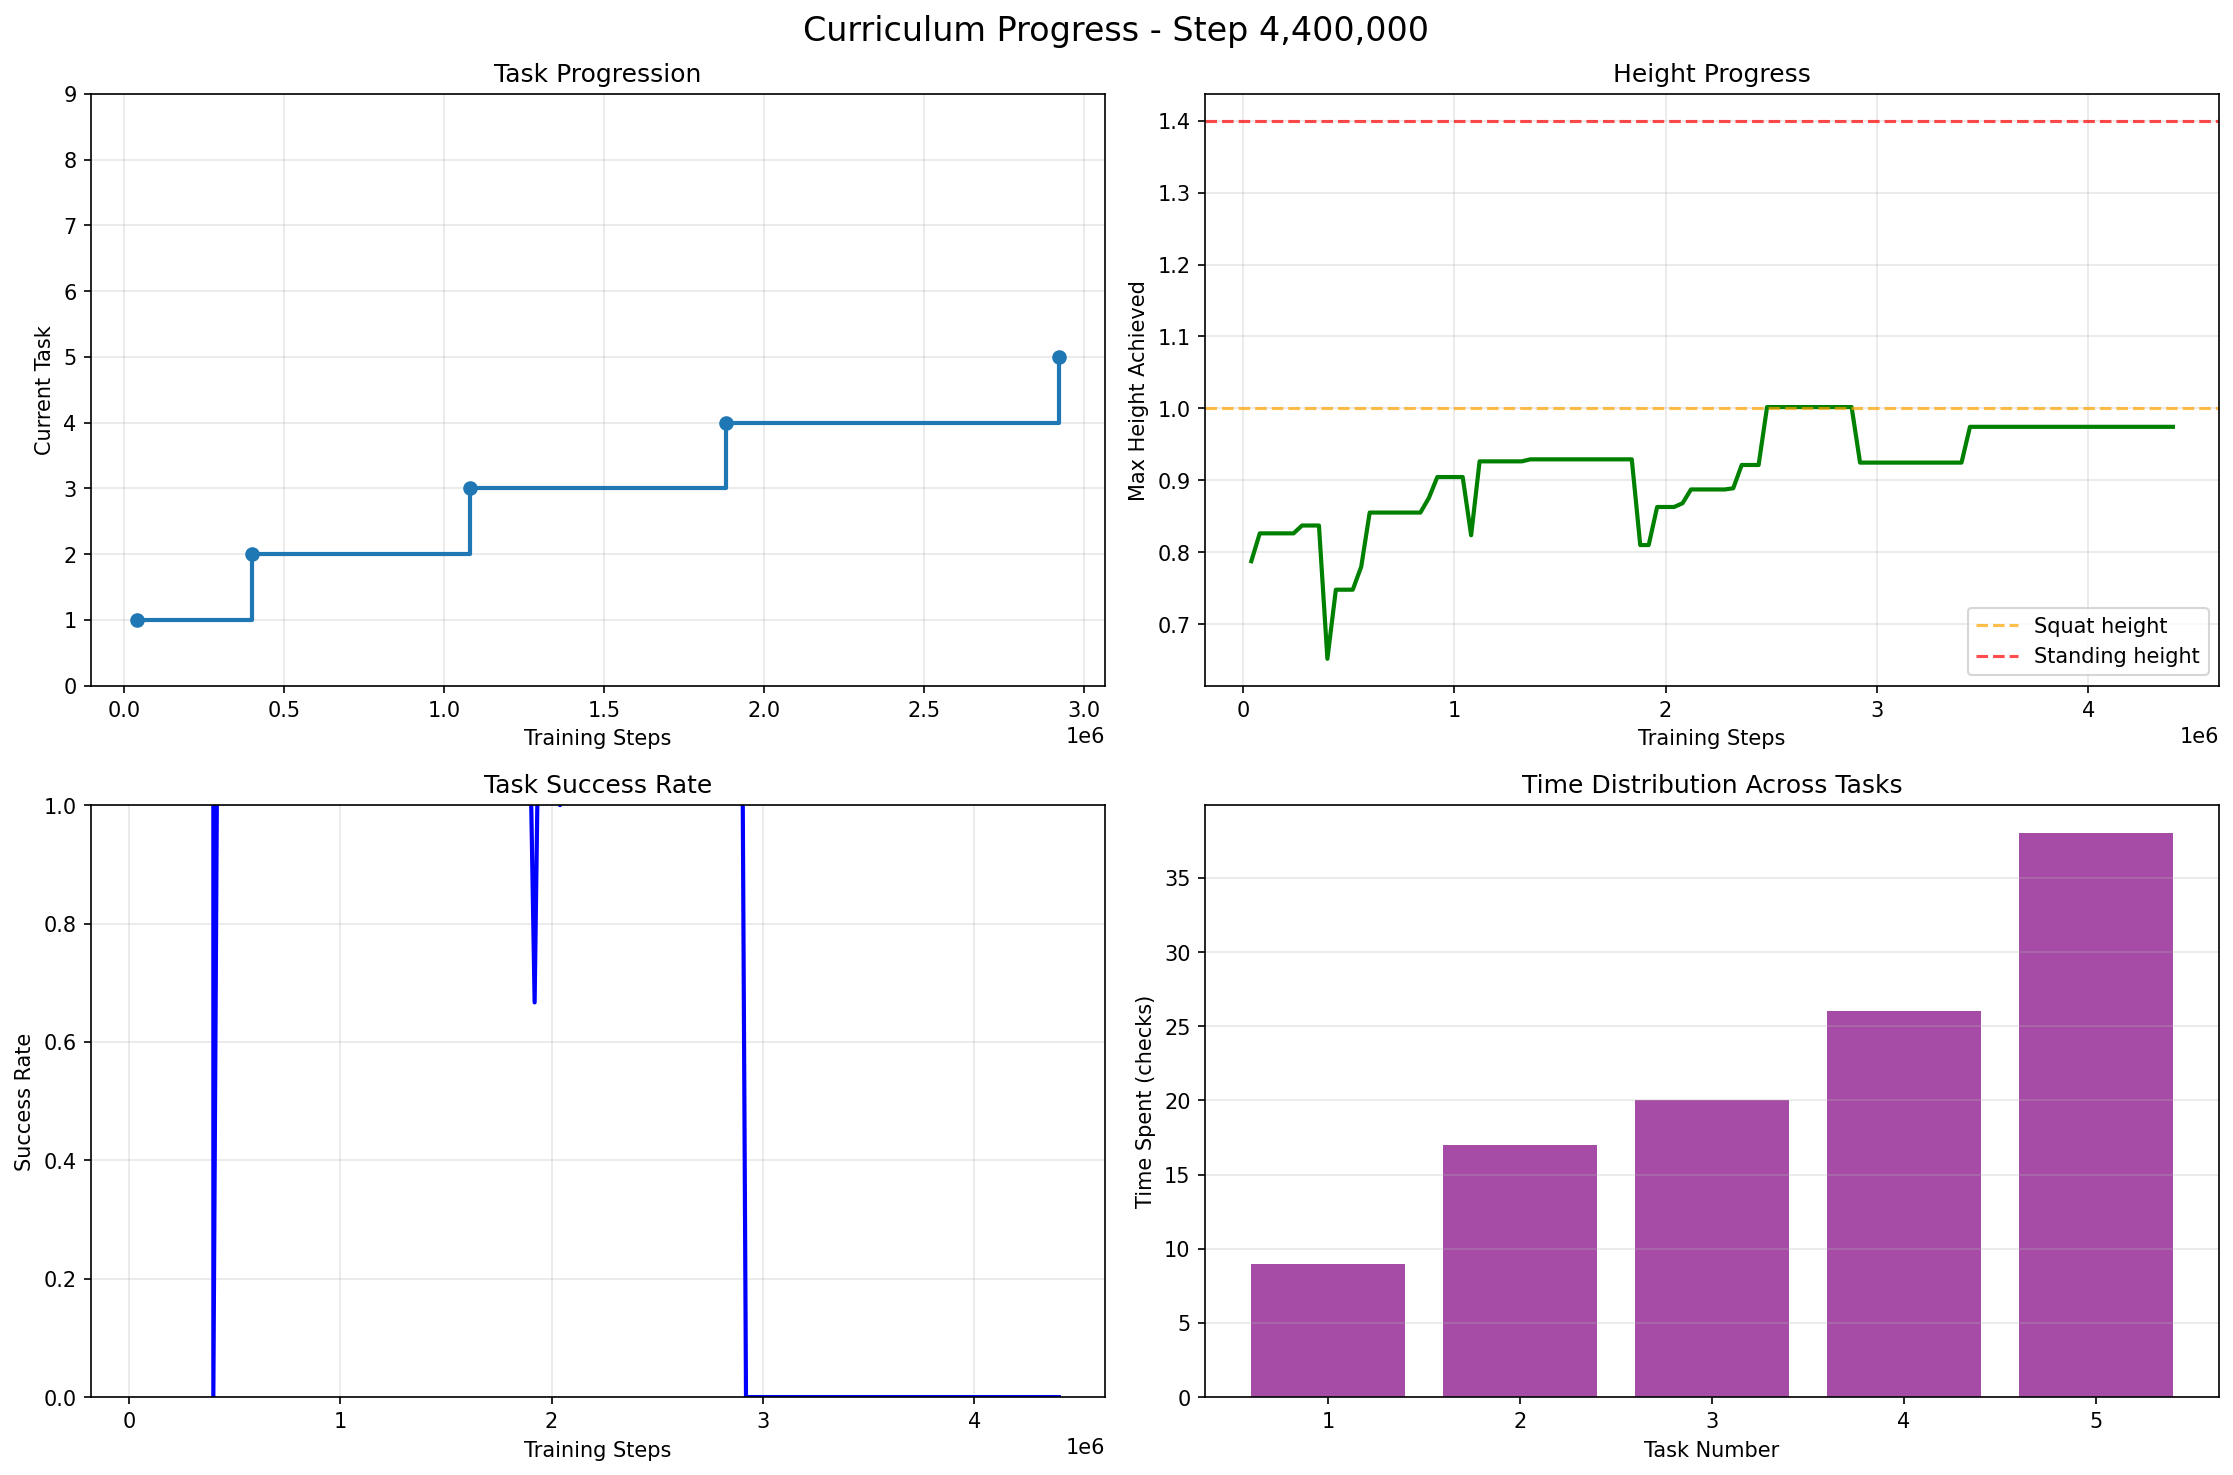 Curriculum Progress - Step 4,400,000
Task Progression
9
8
7
6
5
4
3
2
1
0
Current Task
0.0 0.5 1.0 1.5 2.0 2.5 3.0
1e6
Training Steps
Height Progress
1.4
1.3
1.2
1.1
1.0
0.9
0.8
0.7
Max Height Achieved
Squat height
Standing height
0 1 2 3 4
1e6
Training Steps
Task Success Rate
1.0
0.8
0.6
0.4
0.2
0.0
Success Rate
0 1 2 3 4
1e6
Training Steps
Time Distribution Across Tasks
35
30
25
20
15
10
5
0
Time Spent (checks)
1 2 3 4 5
Task Number